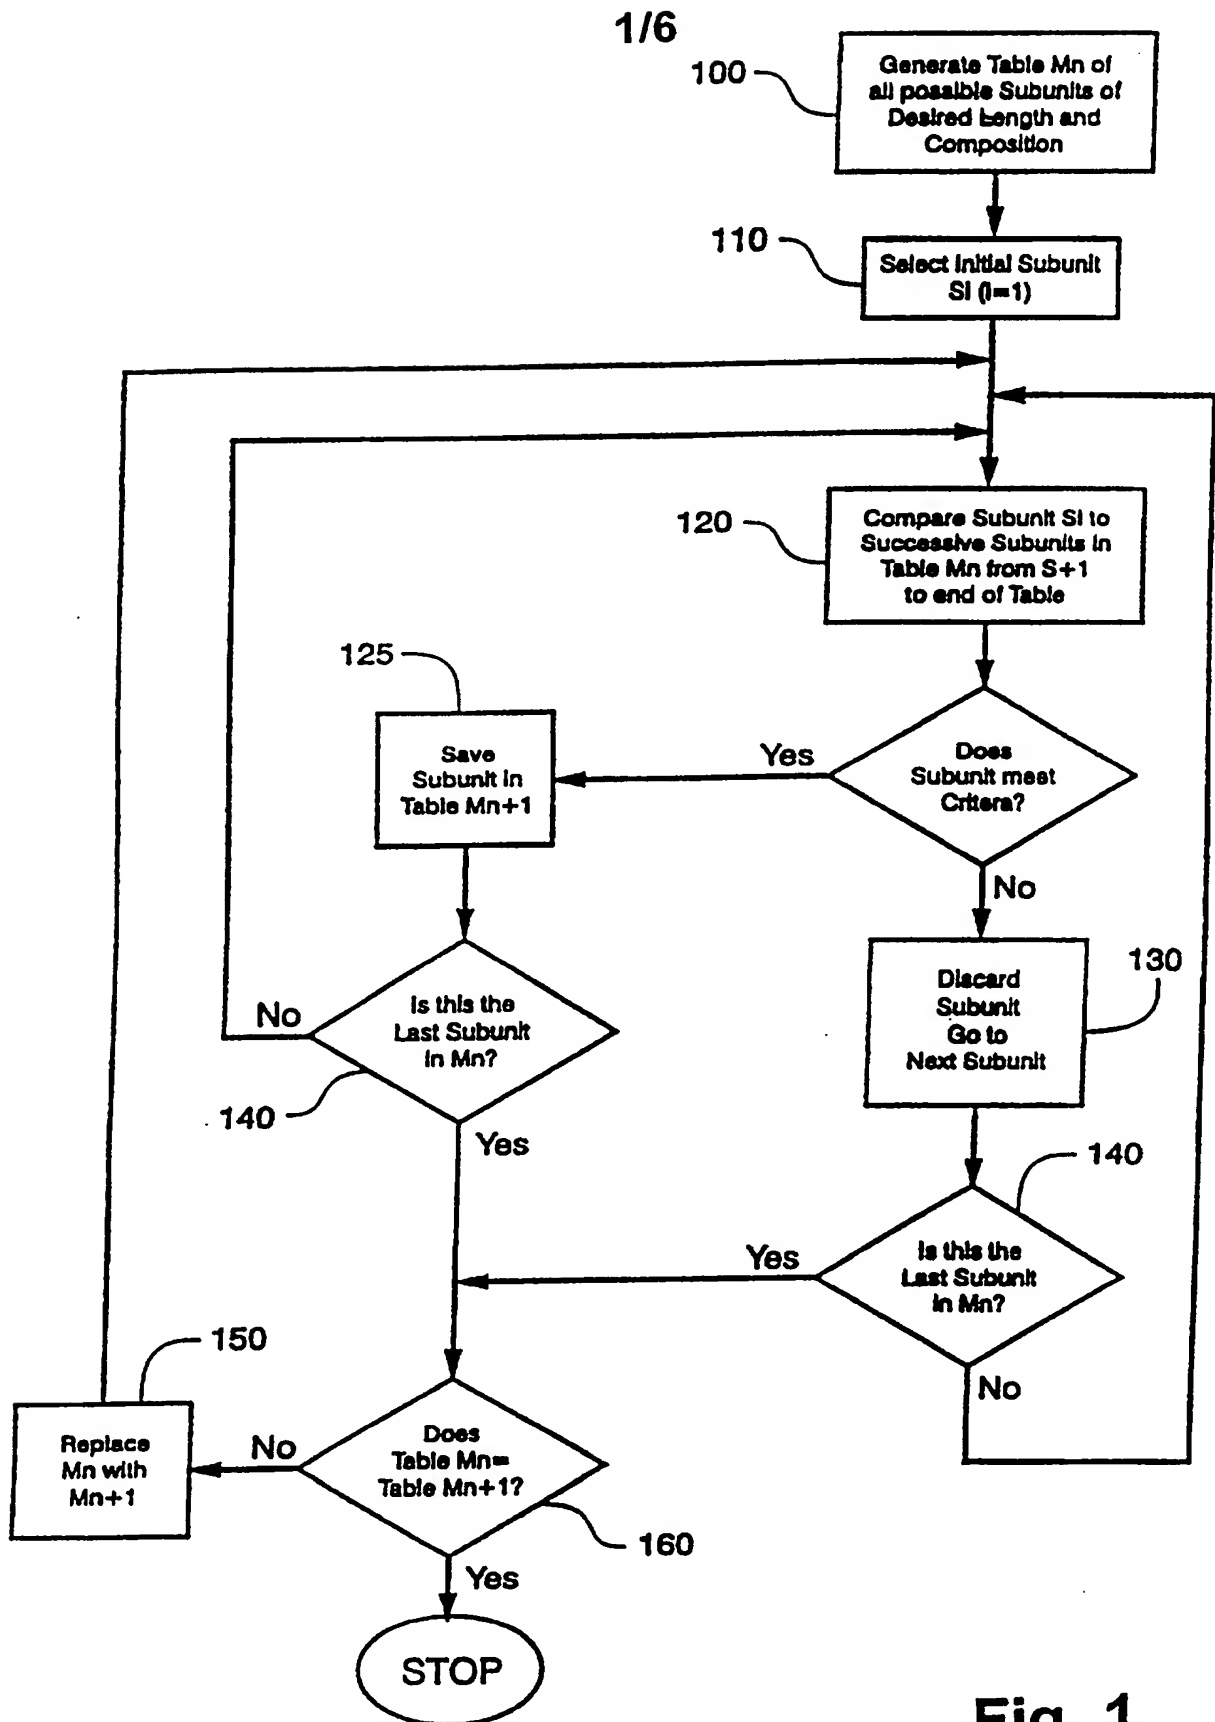 1/6
100
Generate Table Mn of
all possible Subunits of
Desired Length and
Composition
110
Select Initial Subunit
Si (i=1)
120
Compare Subunit Si to
Successive Subunits in
Table Mn from S+1
to end of Table
125
Save
Subunit in
Table Mn+1
Yes
Does
Subunit meet
Critera?
No
130
Discard
Subunit
Go to
Next Subunit
No
Is this the
Last Subunit
in Mn?
140
Yes
140
Yes
Is this the
Last Subunit
in Mn?
No
150
Replace
Mn with
Mn+1
No
Does
Table Mn=
Table Mn+1?
160
Yes
STOP
Fig. 1